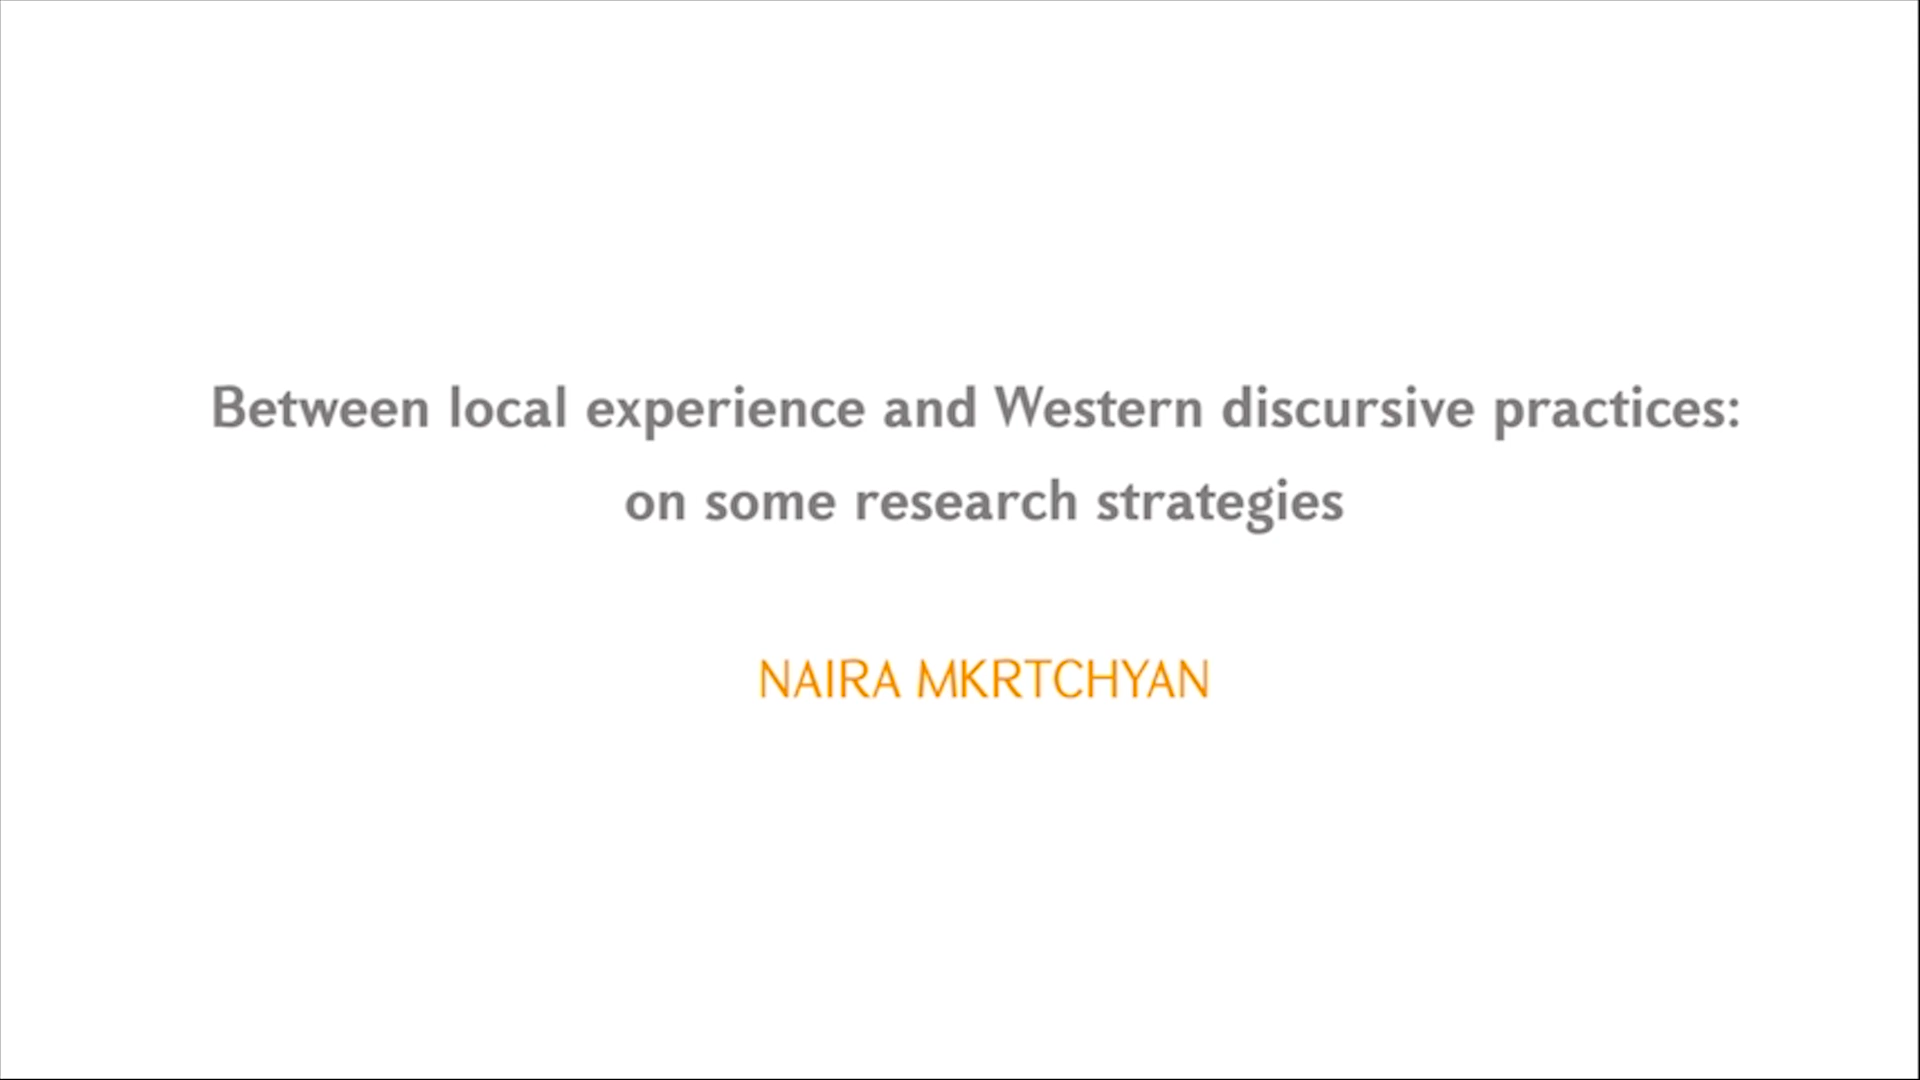 Between local experience and Western discursive practices:
on some research strategies
NAIRA MKRTCHYAN